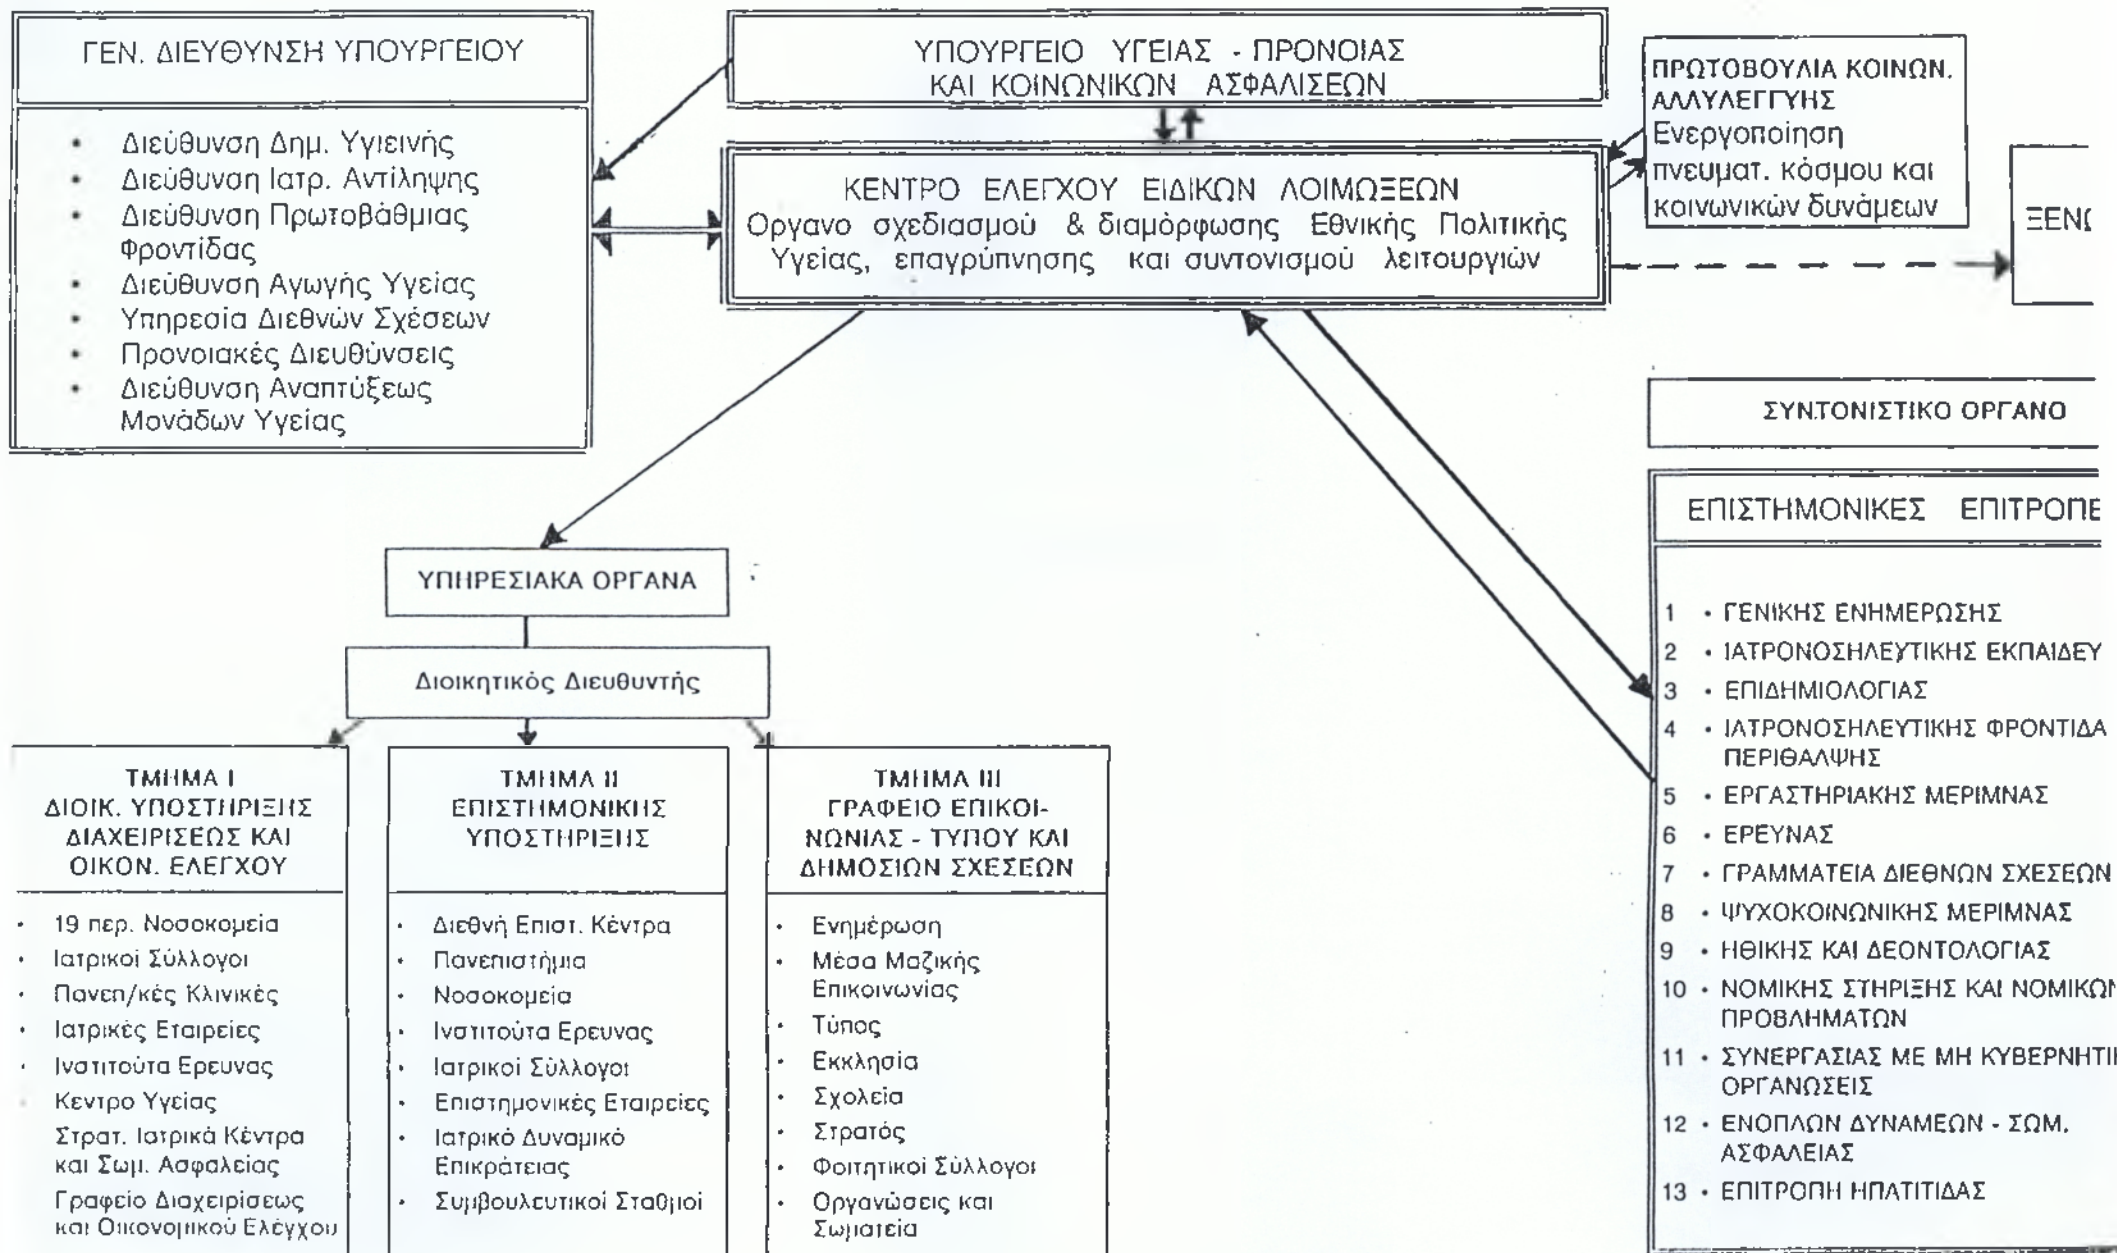 ΓΕΝ. ΔΙΕΥΘΥΝΣΗ ΥΠΟΥΡΓΕΙΟΥ
• Διεύθυνση Δημ. Υγιεινής
• Διεύθυνση Ιατρ. Αντίληψης
• Διεύθυνση Πρωτοβάθμιας
Φροντίδας
• Διεύθυνση Αγωγής Υγείας
• Υπηρεσία Διεθνών Σχέσεων
• Προνοιακές Διευθύνσεις
• Διεύθυνση Αναπτύξεως
Μονάδων Υγείας
ΥΠΟΥΡΓΕΙΟ ΥΓΕΙΑΣ - ΠΡΟΝΟΙΑΣ
ΚΑΙ ΚΟΙΝΩΝΙΚΩΝ ΑΣΦΑΛΙΣΕΩΝ
ΚΕΝΤΡΟ ΕΛΕΓΧΟΥ ΕΙΔΙΚΩΝ ΛΟΙΜΩΞΕΩΝ
Οργανο σχεδιασμού & διαμόρφωσης Εθνικής Πολιτικής
Υγείας, επαγρύπνησης και συντονισμού λειτουργιών
ΠΡΩΤΟΒΟΥΛΙΑ ΚΟΙΝΩΝ.
ΑΛΛΥΛΕΓΓΥΗΣ
Ενεργοποίηση
πνευματ. κόσμου και
κοινωνικών δυνάμεων
ΞΕΝ
ΣΥΝΤΟΝΙΣΤΙΚΟ ΟΡΓΑΝΟ
ΕΠΙΣΤΗΜΟΝΙΚΕΣ ΕΠΙΤΡΟΠΕ
1 • ΓΕΝΙΚΗΣ ΕΝΗΜΕΡΩΣΗΣ
2 • ΙΑΤΡΟΝΟΣΗΛΕΥΤΙΚΗΣ ΕΚΠΑΙΔΕΥ
3 • ΕΠΙΔΗΜΙΟΛΟΓΙΑΣ
4 • ΙΑΤΡΟΝΟΣΗΛΕΥΤΙΚΗΣ ΦΡΟΝΤΙΔΑ
ΠΕΡΙΘΑΛΨΗΣ
5 • ΕΡΓΑΣΤΗΡΙΑΚΗΣ ΜΕΡΙΜΝΑΣ
6 • ΕΡΕΥΝΑΣ
7 • ΓΡΑΜΜΑΤΕΙΑ ΔΙΕΘΝΩΝ ΣΧΕΣΕΩΝ
8 • ΨΥΧΟΚΟΙΝΩΝΙΚΗΣ ΜΕΡΙΜΝΑΣ
9 • ΗΘΙΚΗΣ ΚΑΙ ΔΕΟΝΤΟΛΟΓΙΑΣ
10 • ΝΟΜΙΚΗΣ ΣΤΗΡΙΞΗΣ ΚΑΙ ΝΟΜΙΚΩΝ
ΠΡΟΒΛΗΜΑΤΩΝ
11 • ΣΥΝΕΡΓΑΣΙΑΣ ΜΕ ΜΗ ΚΥΒΕΡΝΗΤΙΚ
ΟΡΓΑΝΩΣΕΙΣ
12 • ΕΝΟΠΛΩΝ ΔΥΝΑΜΕΩΝ - ΣΩΜ.
ΑΣΦΑΛΕΙΑΣ
13 • ΕΠΙΤΡΟΠΗ ΗΠΑΤΙΤΙΔΑΣ
ΥΠΗΡΕΣΙΑΚΑ ΟΡΓΑΝΑ
Διοικητικός Διευθυντής
ΤΜΗΜΑ Ι
ΔΙΟΙΚ. ΥΠΟΣΤΗΡΙΞΗΣ
ΔΙΑΧΕΙΡΙΣΕΩΣ ΚΑΙ
ΟΙΚΟΝ. ΕΛΕΓΧΟΥ
• 19 περ. Νοσοκομεία
• Ιατρικοί Σύλλογοι
• Πανεπ/κές Κλινικές
• Ιατρικές Εταιρείες
• Ινστιτούτα Ερευνας
Κεντρο Υγείας
Στρατ. Ιατρικά Κέντρα
και Σωμ. Ασφαλείας
Γραφείο Διαχειρίσεως
και Οικονομικού Ελέγχου
ΤΜΗΜΑ ΙΙ
ΕΠΙΣΤΗΜΟΝΙΚΗΣ
ΥΠΟΣΤΗΡΙΞΗΣ
• Διεθνή Επιστ. Κέντρα
• Πανεπιστήμια
• Νοσοκομεία
• Ινστιτούτα Ερευνας
• Ιατρικοί Σύλλογοι
• Επιστημονικές Εταιρείες
• Ιατρικό Δυναμικό
Επικράτειας
• Συμβουλευτικοί Σταθμοί
ΤΜΗΜΑ ΙΙΙ
ΓΡΑΦΕΙΟ ΕΠΙΚΟΙ-
ΝΩΝΙΑΣ - ΤΥΠΟΥ ΚΑΙ
ΔΗΜΟΣΙΩΝ ΣΧΕΣΕΩΝ
• Ενημέρωση
• Μέσα Μαζικής
Επικοινωνίας
• Τύπος
• Εκκλησία
• Σχολεία
• Στρατός
• Φοιτητικοί Σύλλογοι
• Οργανώσεις και
Σωματεία